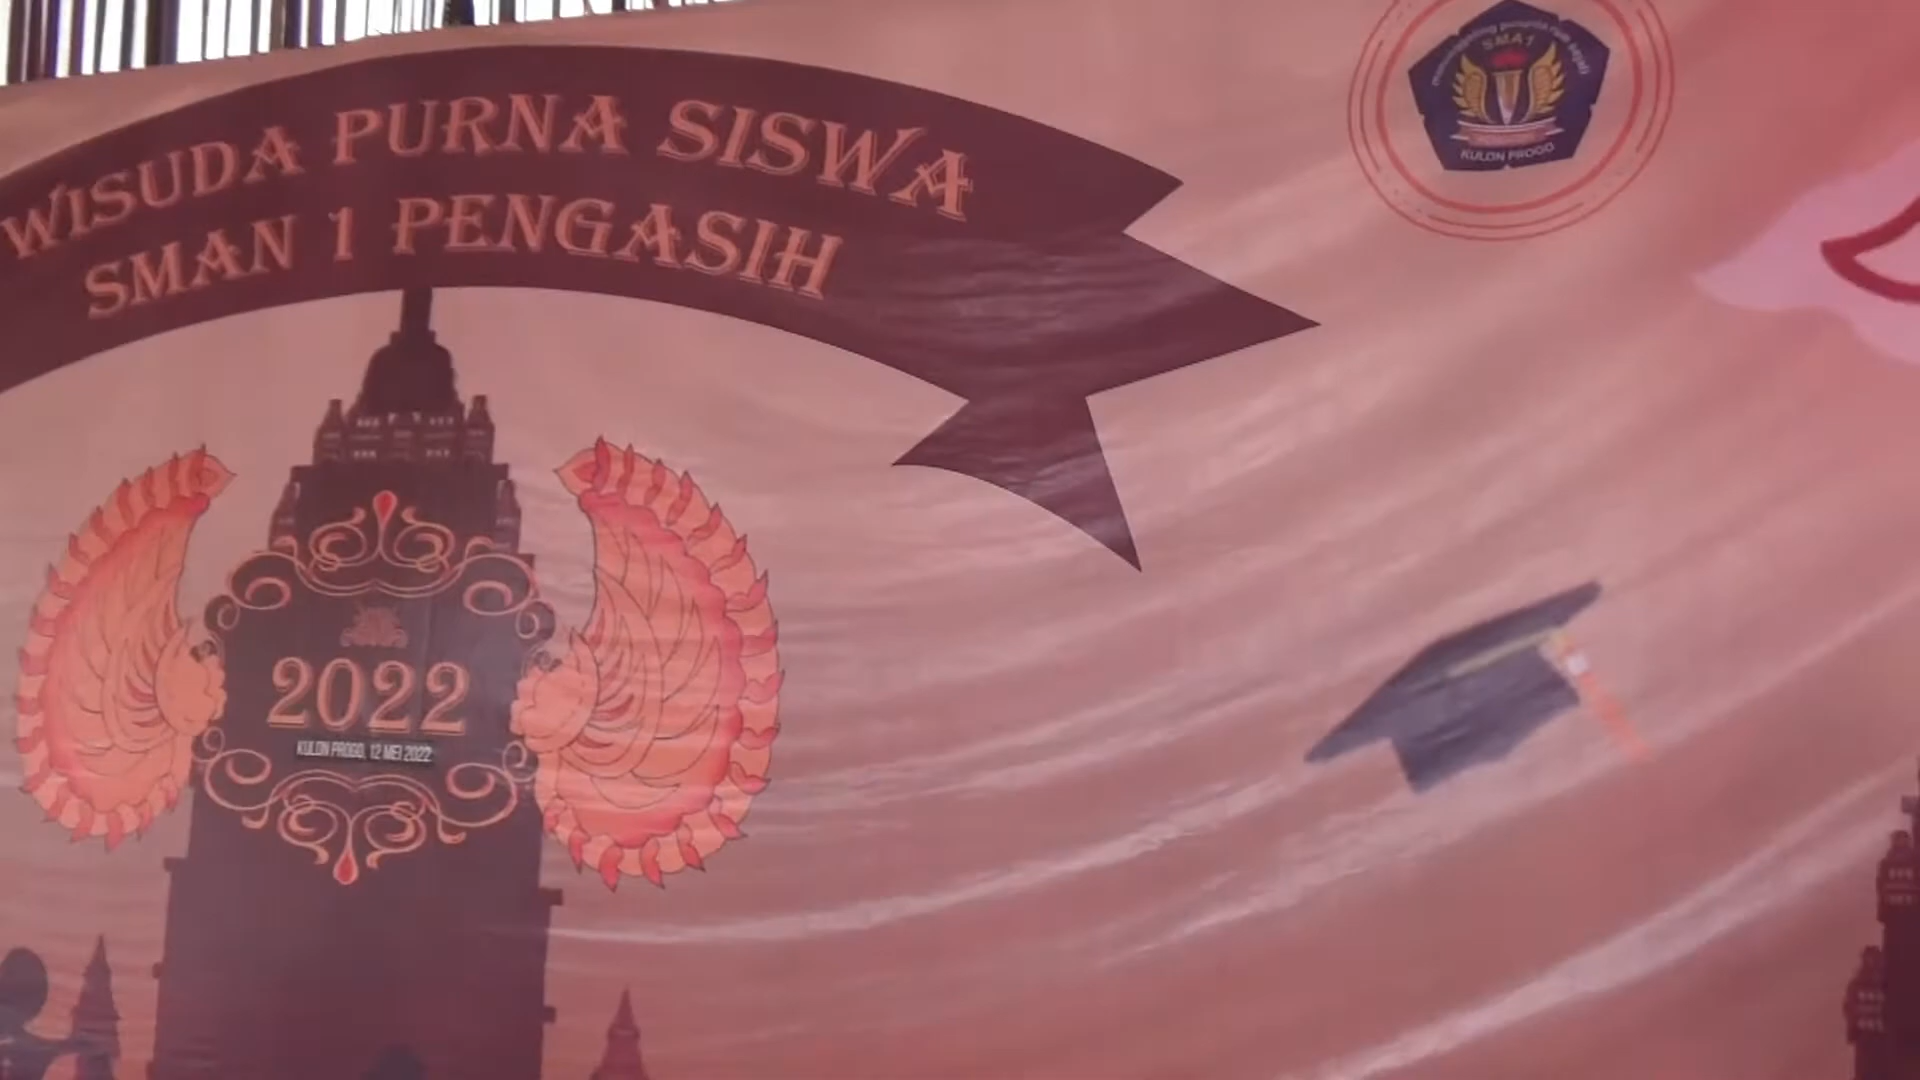 WISUDA PURNA SISWA
SMAN 1 PENGASIH
SMA 1
KULON PROGO
2022
KULON PROGO, 12 MEI 2022